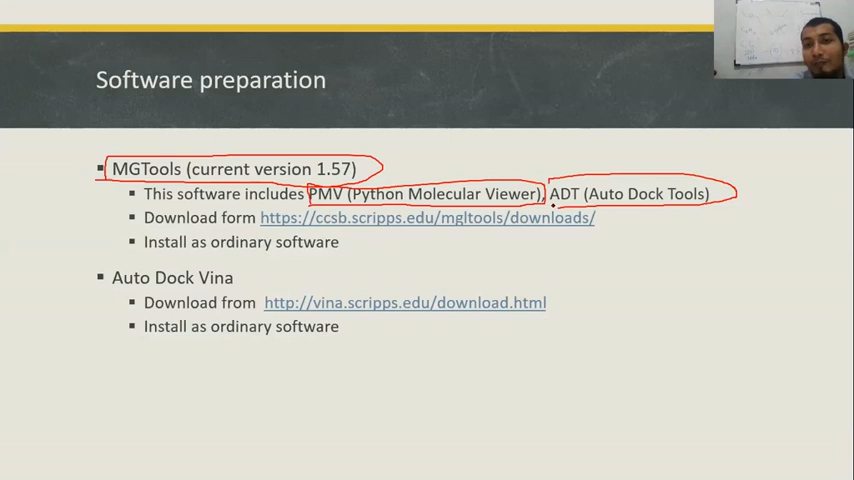 Software preparation
MGTools (current version 1.57)
This software includes PMV (Python Molecular Viewer), ADT (Auto Dock Tools)
Download form https://ccsb.scripps.edu/mgltools/downloads/
Install as ordinary software
Auto Dock Vina
Download from http://vina.scripps.edu/download.html
Install as ordinary software